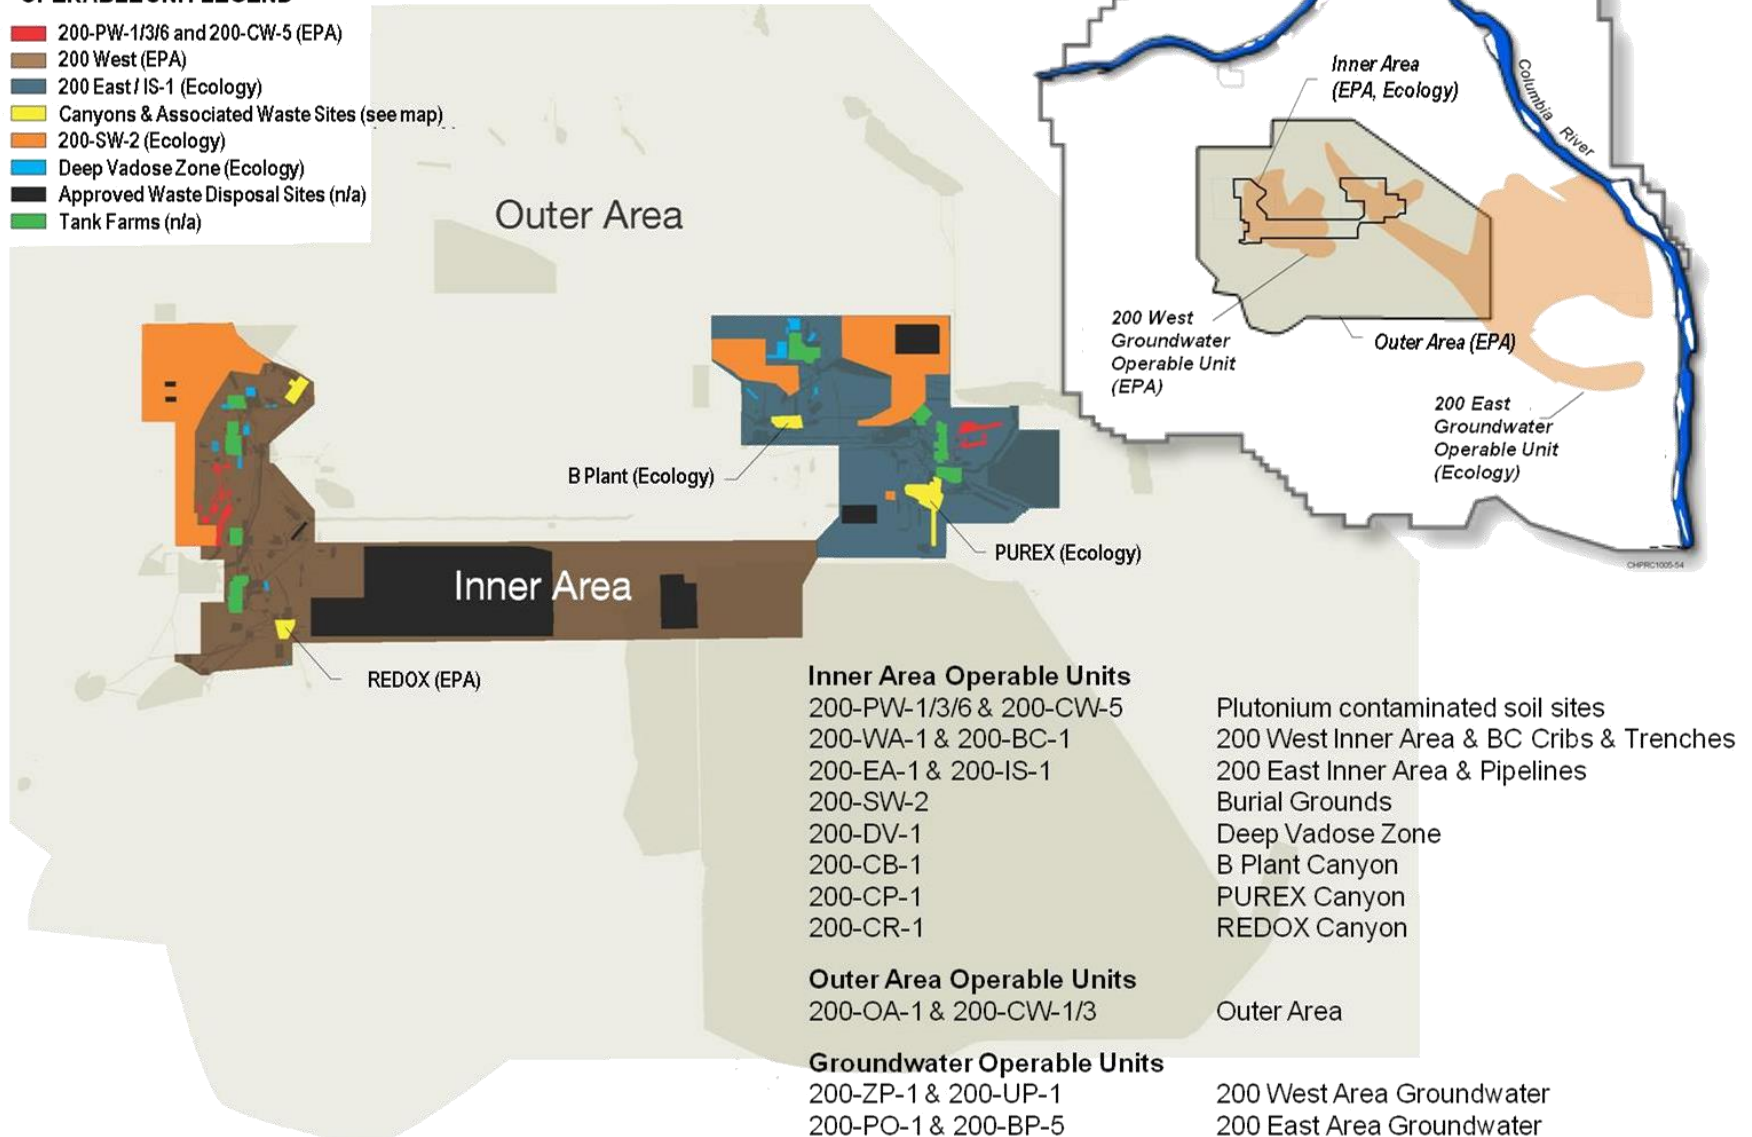 OPERABLE UNIT LEGEND
200-PW-1/3/6 and 200-CW-5 (EPA)
200 West (EPA)
200 East / IS-1 (Ecology)
Canyons & Associated Waste Sites (see map)
200-SW-2 (Ecology)
Deep Vadose Zone (Ecology)
Approved Waste Disposal Sites (n/a)
Tank Farms (n/a)
Outer Area
Inner Area
(EPA, Ecology)
Columbia River
200 West
Groundwater
Operable Unit
(EPA)
Outer Area (EPA)
200 East
Groundwater
Operable Unit
(Ecology)
CHPRC1005-54
B Plant (Ecology)
PUREX (Ecology)
Inner Area
REDOX (EPA)
Inner Area Operable Units
200-PW-1/3/6 & 200-CW-5 Plutonium contaminated soil sites
200-WA-1 & 200-BC-1 200 West Inner Area & BC Cribs & Trenches
200-EA-1 & 200-IS-1 200 East Inner Area & Pipelines
200-SW-2 Burial Grounds
200-DV-1 Deep Vadose Zone
200-CB-1 B Plant Canyon
200-CP-1 PUREX Canyon
200-CR-1 REDOX Canyon
Outer Area Operable Units
200-OA-1 & 200-CW-1/3 Outer Area
Groundwater Operable Units
200-ZP-1 & 200-UP-1 200 West Area Groundwater
200-PO-1 & 200-BP-5 200 East Area Groundwater